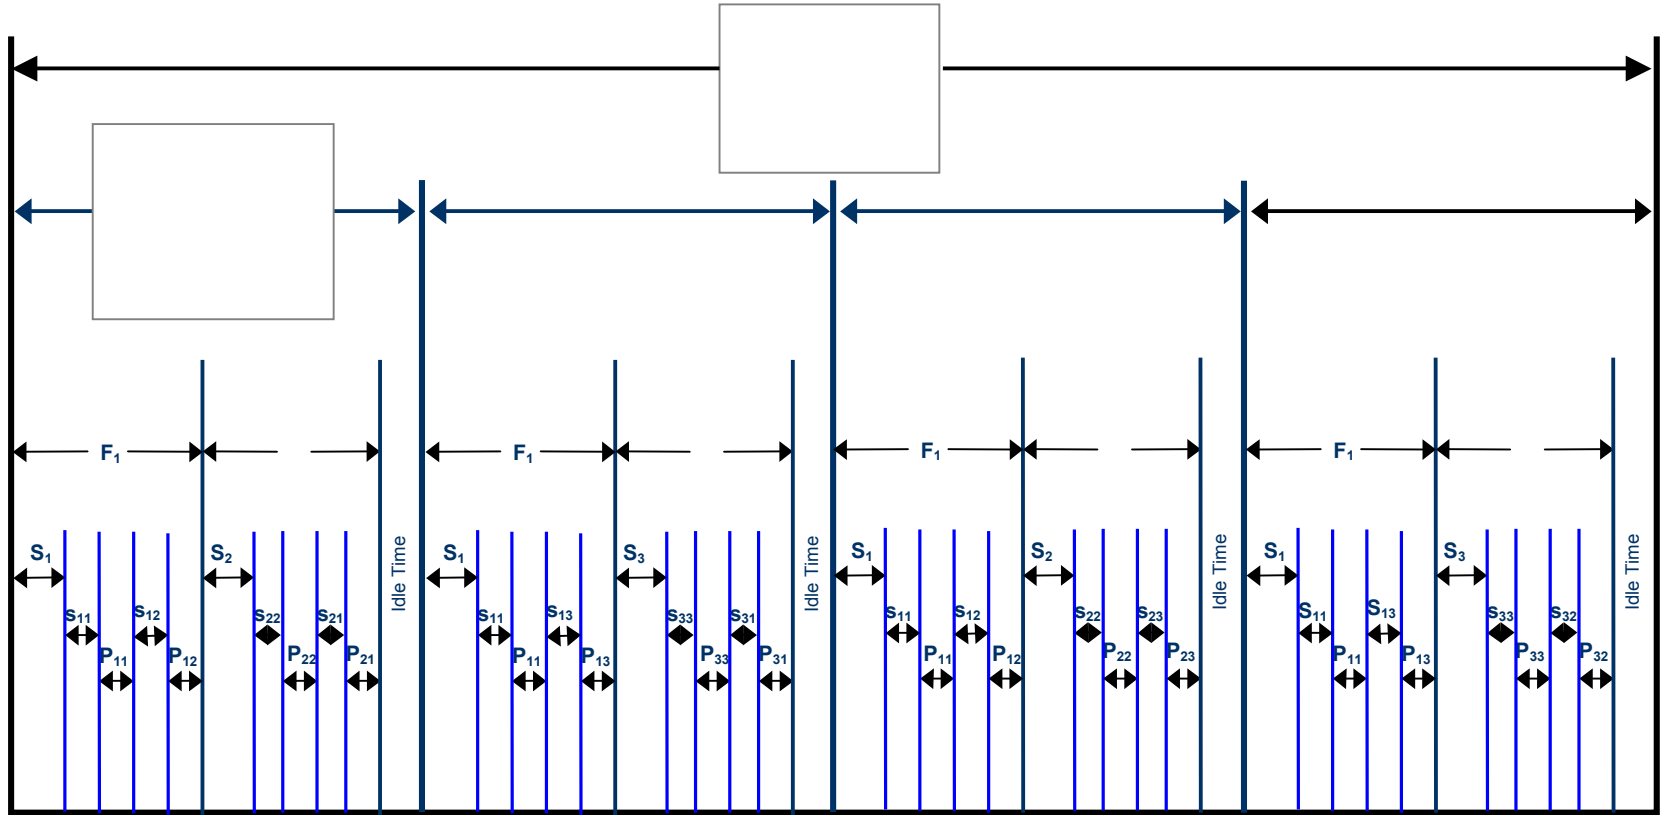 F₁ F₁ F₁ F₁
S₁ S₂ Idle Time S₁ S₃ Idle Time S₁ S₂ Idle Time S₁ S₃ Idle Time
s₁₁ s₁₂ s₂₂ s₂₁ s₁₁ s₁₃ s₃₃ s₃₁ s₁₁ s₁₂ s₂₂ s₂₃ S₁₁ S₁₃ s₃₃ s₃₂
P₁₁ P₁₂ P₂₂ P₂₁ P₁₁ P₁₃ P₃₃ P₃₁ P₁₁ P₁₂ P₂₂ P₂₃ P₁₁ P₁₃ P₃₃ P₃₂